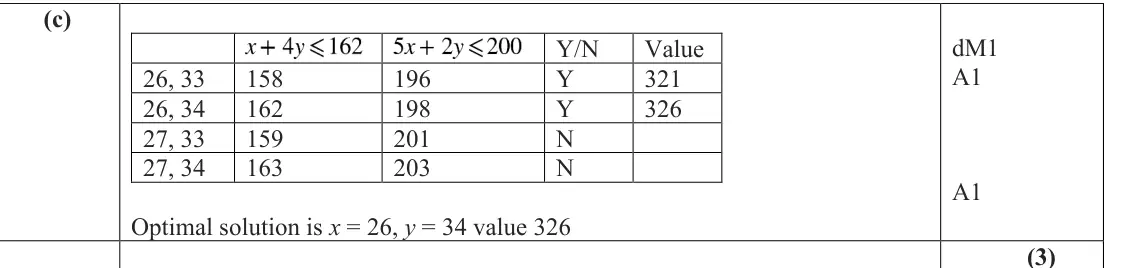 (c)
x + 4y ⩽ 162 5x + 2y ⩽ 200 Y/N Value dM1
26, 33 158 196 Y 321 A1
26, 34 162 198 Y 326
27, 33 159 201 N
27, 34 163 203 N
A1
Optimal solution is x = 26, y = 34 value 326
(3)